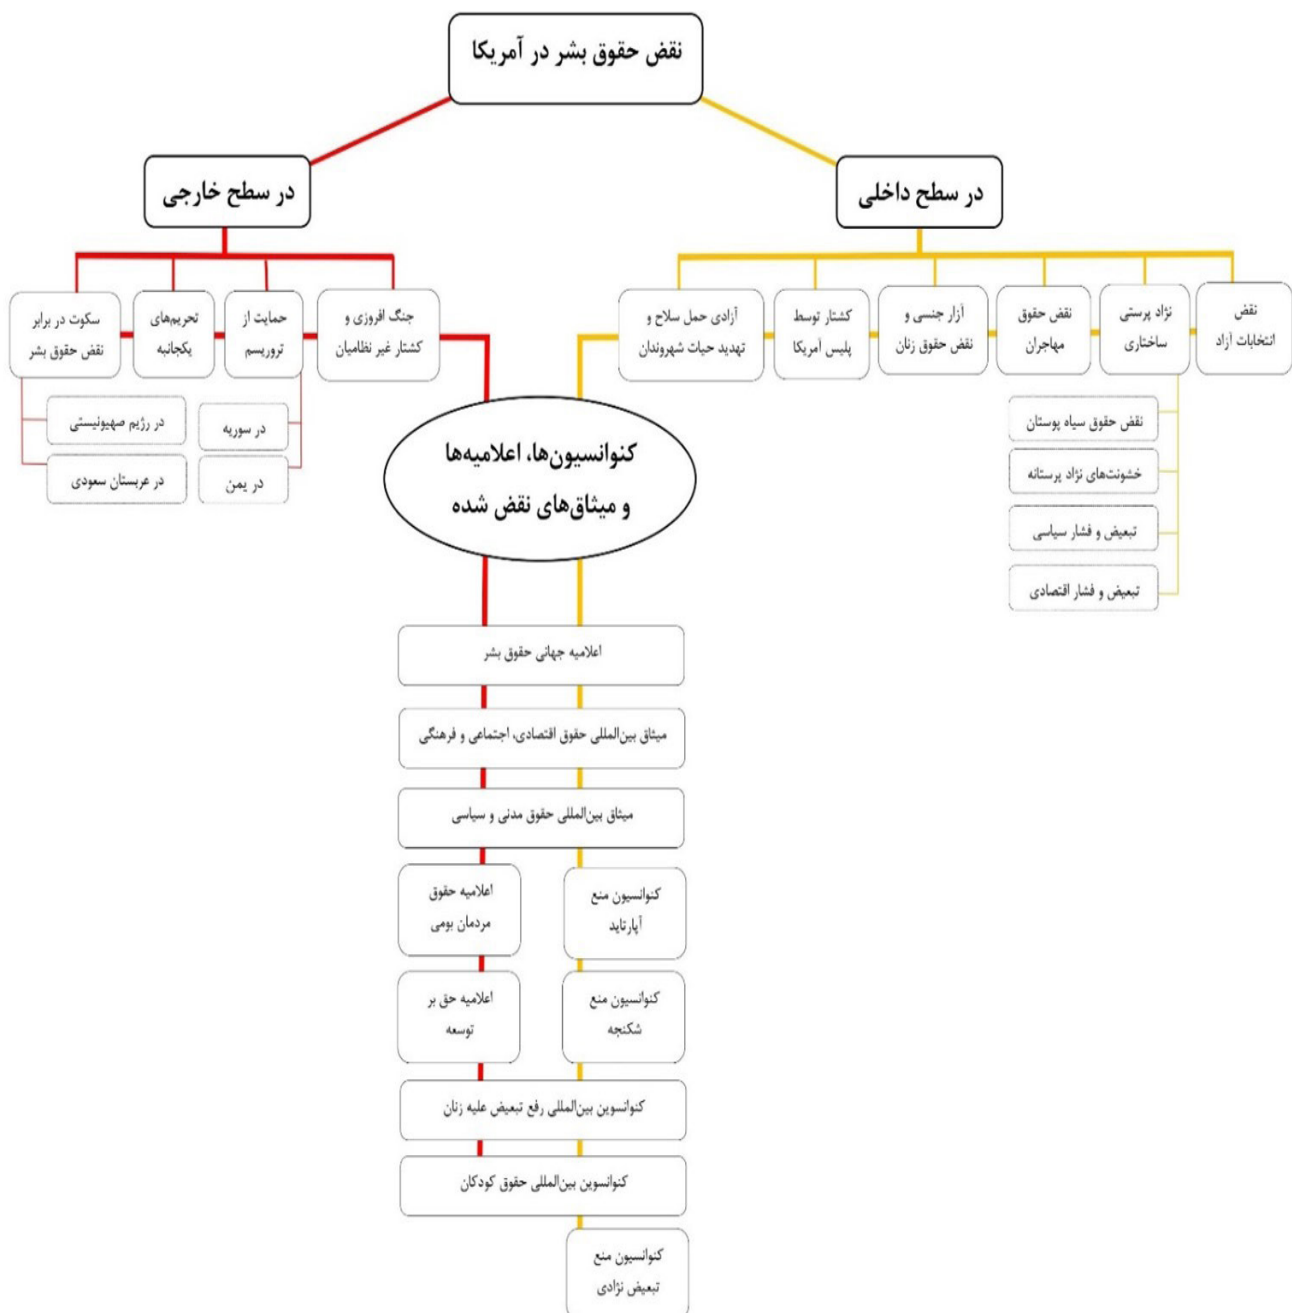 نقض حقوق بشر در آمریکا
در سطح داخلی
در سطح خارجی
نقض
انتخابات آزاد
نژاد پرستی
ساختاری
نقض حقوق
مهاجران
آزار جنسی و
نقض حقوق زنان
کشتار توسط
پلیس آمریکا
آزادی حمل سلاح و
تهدید حیات شهروندان
جنگ افروزی و
کشتار غیر نظامیان
حمایت از
تروریسم
تحریم‌های
یکجانبه
سکوت در برابر
نقض حقوق بشر
نقض حقوق سیاه پوستان
خشونت‌های نژاد پرستانه
تبعیض و فشار سیاسی
تبعیض و فشار اقتصادی
در سوریه
در یمن
در رژیم صهیونیستی
در عربستان سعودی
کنوانسیون‌ها، اعلامیه‌ها
و میثاق‌های نقض شده
اعلامیه جهانی حقوق بشر
میثاق بین‌المللی حقوق اقتصادی، اجتماعی و فرهنگی
میثاق بین‌المللی حقوق مدنی و سیاسی
کنوانسیون منع
آپارتاید
اعلامیه حقوق
مردمان بومی
کنوانسیون منع
شکنجه
اعلامیه حق بر
توسعه
کنوانسوین بین‌المللی رفع تبعیض علیه زنان
کنوانسوین بین‌المللی حقوق کودکان
کنوانسیون منع
تبعیض نژادی